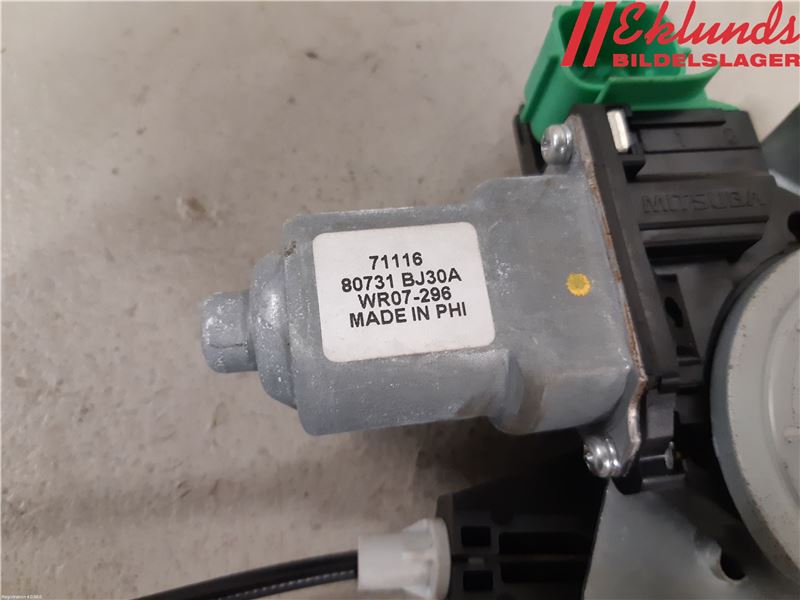 Eklunds
BILDELSLAGER
MITSUBA
71116
80731 BJ30A
WR07-296
MADE IN PHI